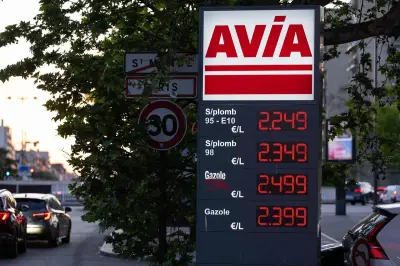 AVIA
S/plomb
95 - E10
€/L
2.249
S/plomb
98
€/L
2.349
Gazole
2.499
Gazole
€/L
2.399
30